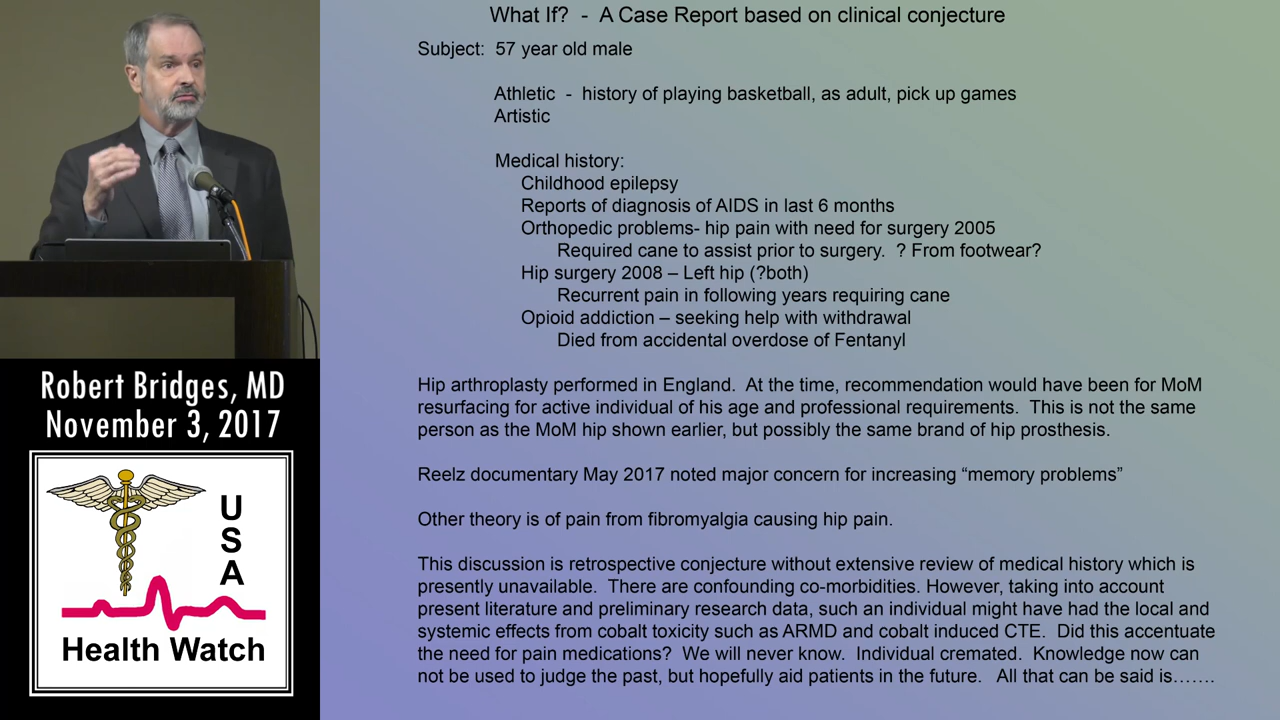 What If? - A Case Report based on clinical conjecture
Subject: 57 year old male
Athletic - history of playing basketball, as adult, pick up games
Artistic
Medical history:
Childhood epilepsy
Reports of diagnosis of AIDS in last 6 months
Orthopedic problems- hip pain with need for surgery 2005
Required cane to assist prior to surgery. ? From footwear?
Hip surgery 2008 – Left hip (?both)
Recurrent pain in following years requiring cane
Opioid addiction – seeking help with withdrawal
Died from accidental overdose of Fentanyl
Hip arthroplasty performed in England. At the time, recommendation would have been for MoM
resurfacing for active individual of his age and professional requirements. This is not the same
person as the MoM hip shown earlier, but possibly the same brand of hip prosthesis.
Reelz documentary May 2017 noted major concern for increasing “memory problems”
Other theory is of pain from fibromyalgia causing hip pain.
This discussion is retrospective conjecture without extensive review of medical history which is
presently unavailable. There are confounding co-morbidities. However, taking into account
present literature and preliminary research data, such an individual might have had the local and
systemic effects from cobalt toxicity such as ARMD and cobalt induced CTE. Did this accentuate
the need for pain medications? We will never know. Individual cremated. Knowledge now can
not be used to judge the past, but hopefully aid patients in the future. All that can be said is…….
Robert Bridges, MD
November 3, 2017
U
S
A
Health Watch